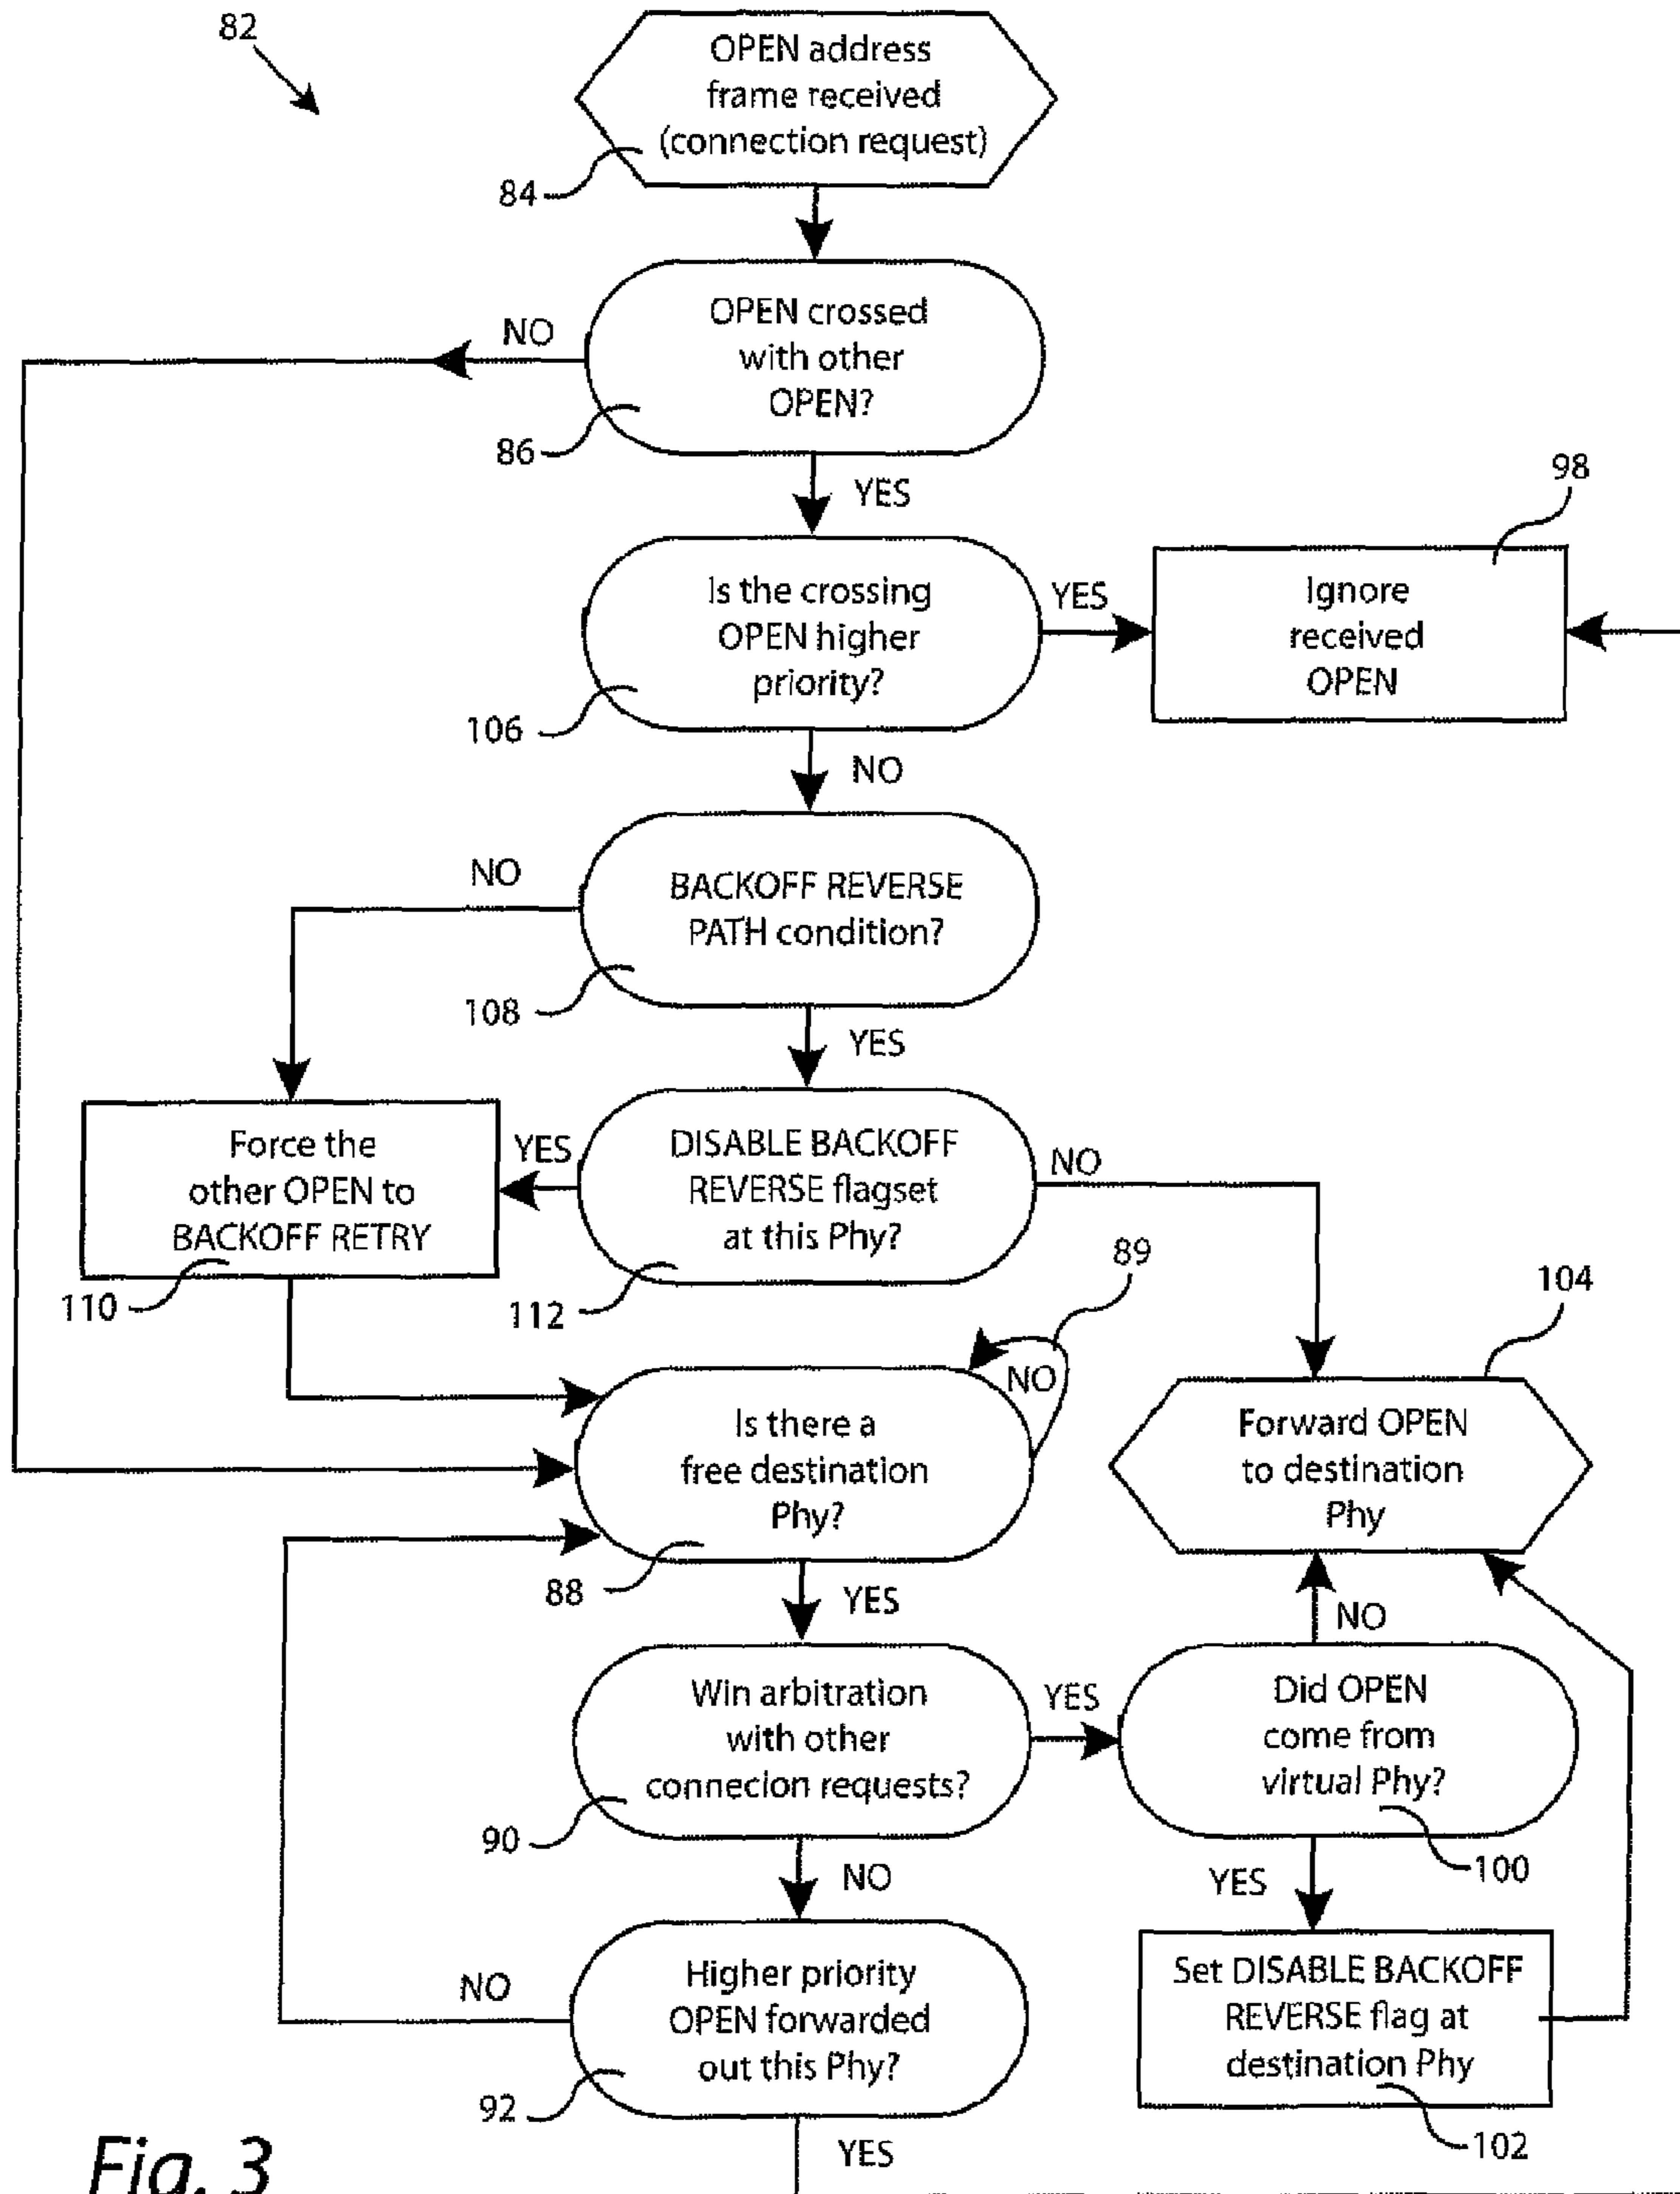 82
OPEN address
frame received
(connection request)
84
OPEN crossed
with other
OPEN?
86
NO
YES
Is the crossing
OPEN higher
priority?
106
YES
98
Ignore
received
OPEN
NO
BACKOFF REVERSE
PATH condition?
108
NO
YES
Force the
other OPEN to
BACKOFF RETRY
110
YES
DISABLE BACKOFF
REVERSE flagset
at this Phy?
112
NO
89
NO
104
Is there a
free destination
Phy?
88
Forward OPEN
to destination
Phy
YES
NO
Win arbitration
with other
connecion requests?
90
YES
Did OPEN
come from
virtual Phy?
100
NO
YES
Higher priority
OPEN forwarded
out this Phy?
92
NO
Set DISABLE BACKOFF
REVERSE flag at
destination Phy
102
YES
Fig. 3